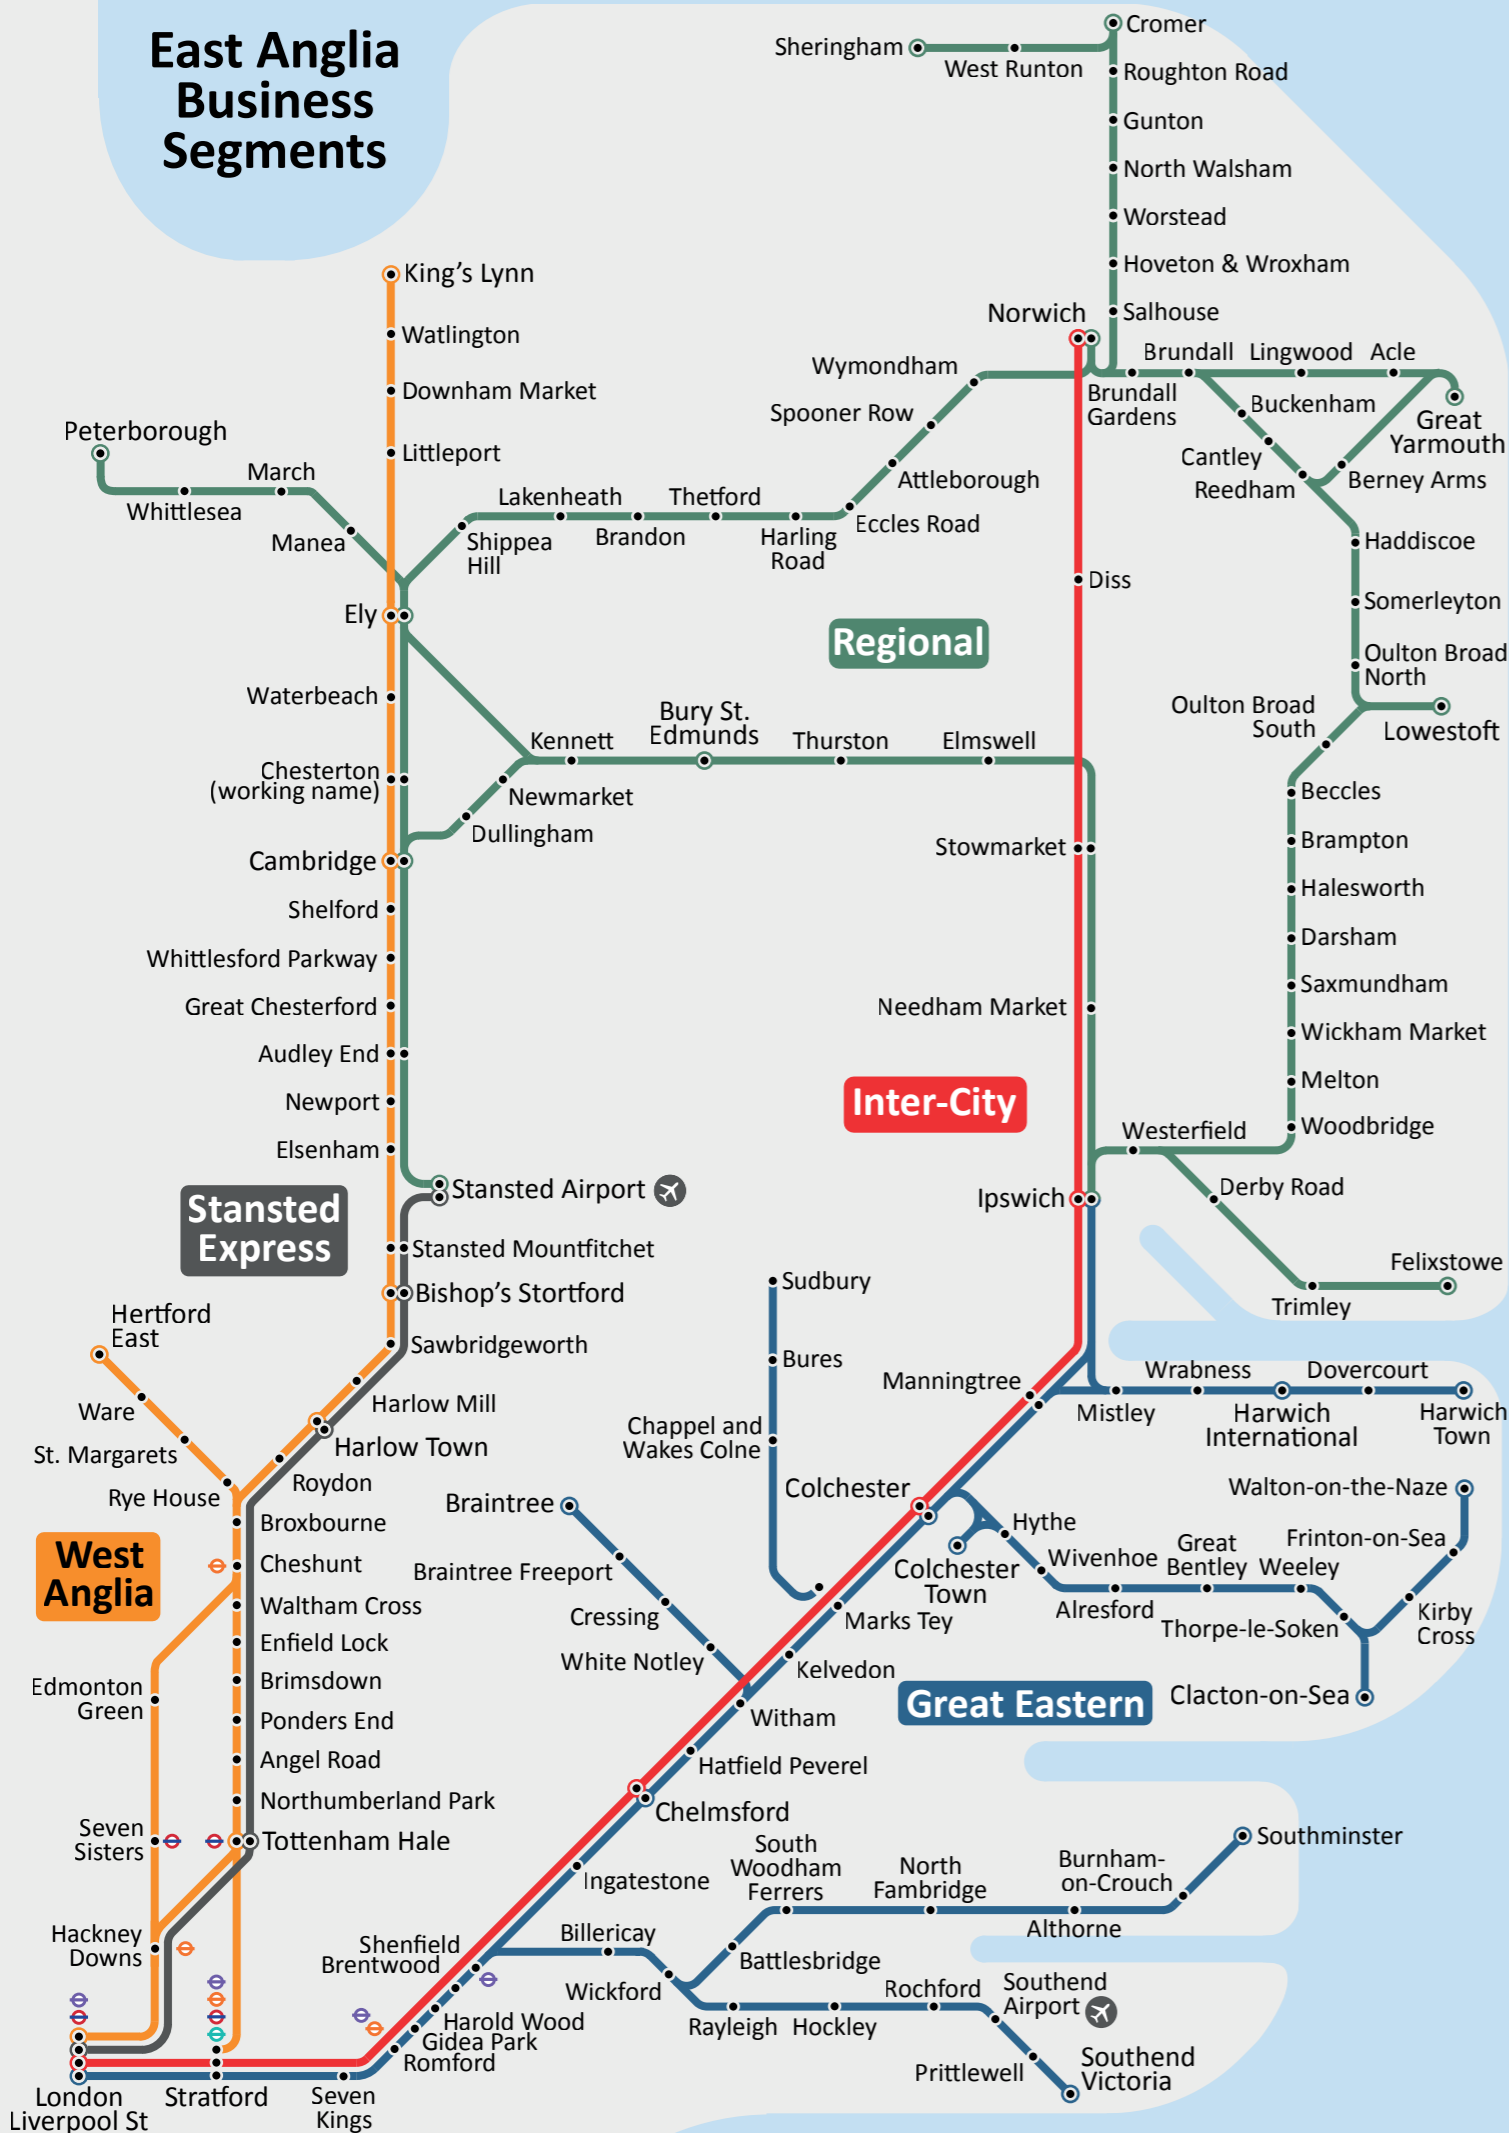 East Anglia
Business
Segments
Sheringham
West Runton
Cromer
Roughton Road
Gunton
North Walsham
Worstead
Hoveton & Wroxham
Salhouse
Norwich
Brundall
Gardens
Brundall
Lingwood
Acle
Great
Yarmouth
Buckenham
Cantley
Reedham
Berney Arms
Haddiscoe
Somerleyton
Oulton Broad
North
Lowestoft
Oulton Broad
South
Beccles
Brampton
Halesworth
Darsham
Saxmundham
Wickham Market
Melton
Woodbridge
Westerfield
Derby Road
Trimley
Felixstowe
Wymondham
Spooner Row
Attleborough
Eccles Road
Harling
Road
Thetford
Brandon
Lakenheath
Shippea
Hill
Peterborough
Whittlesea
March
Manea
King's Lynn
Watlington
Downham Market
Littleport
Ely
Waterbeach
Chesterton
(working name)
Cambridge
Shelford
Whittlesford Parkway
Great Chesterford
Audley End
Newport
Elsenham
Stansted Airport
Stansted Mountfitchet
Bishop's Stortford
Sawbridgeworth
Harlow Mill
Harlow Town
Roydon
Broxbourne
Cheshunt
Waltham Cross
Enfield Lock
Brimsdown
Ponders End
Angel Road
Northumberland Park
Tottenham Hale
Regional
Kennett
Bury St.
Edmunds
Thurston
Elmswell
Newmarket
Dullingham
Diss
Stowmarket
Needham Market
Inter-City
Ipswich
Stansted
Express
Hertford
East
Ware
St. Margarets
Rye House
West
Anglia
Edmonton
Green
Seven
Sisters
Hackney
Downs
London
Liverpool St
Stratford
Seven
Kings
Romford
Gidea Park
Harold Wood
Brentwood
Shenfield
Ingatestone
Chelmsford
Hatfield Peverel
Witham
Kelvedon
Marks Tey
Colchester
Manningtree
Sudbury
Bures
Chappel and
Wakes Colne
Braintree
Braintree Freeport
Cressing
White Notley
Mistley
Wrabness
Harwich
International
Dovercourt
Harwich
Town
Colchester
Town
Hythe
Wivenhoe
Alresford
Great
Bentley
Weeley
Thorpe-le-Soken
Kirby
Cross
Frinton-on-Sea
Walton-on-the-Naze
Clacton-on-Sea
Great Eastern
Billericay
Wickford
Battlesbridge
South
Woodham
Ferrers
North
Fambridge
Althorne
Burnham-
on-Crouch
Southminster
Rayleigh
Hockley
Rochford
Southend
Airport
Prittlewell
Southend
Victoria